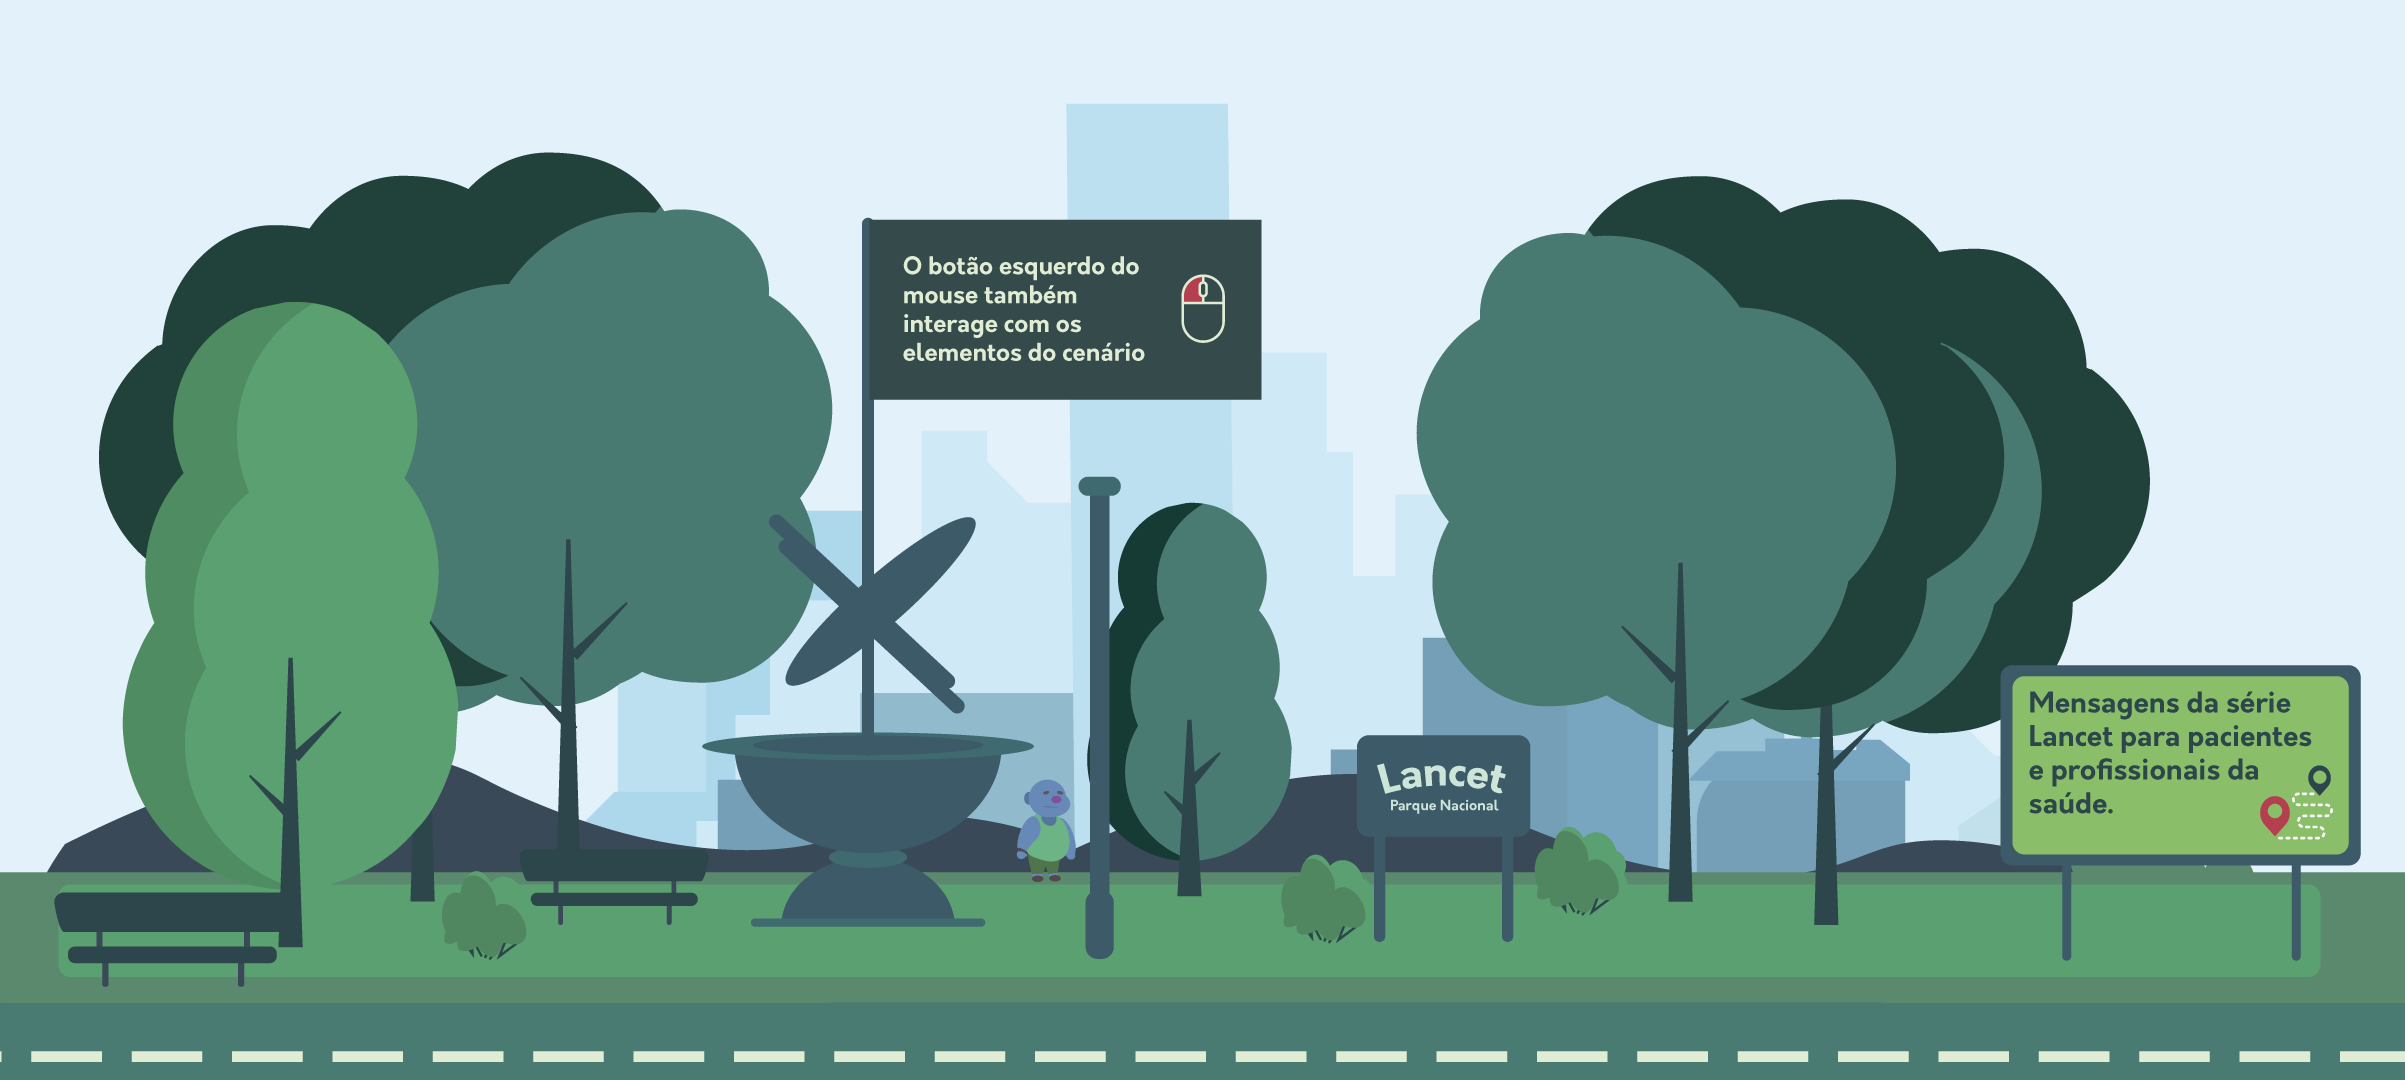 O botão esquerdo do
mouse também
interage com os
elementos do cenário
Lancet
Parque Nacional
Mensagens da série
Lancet para pacientes
e profissionais da
saúde.